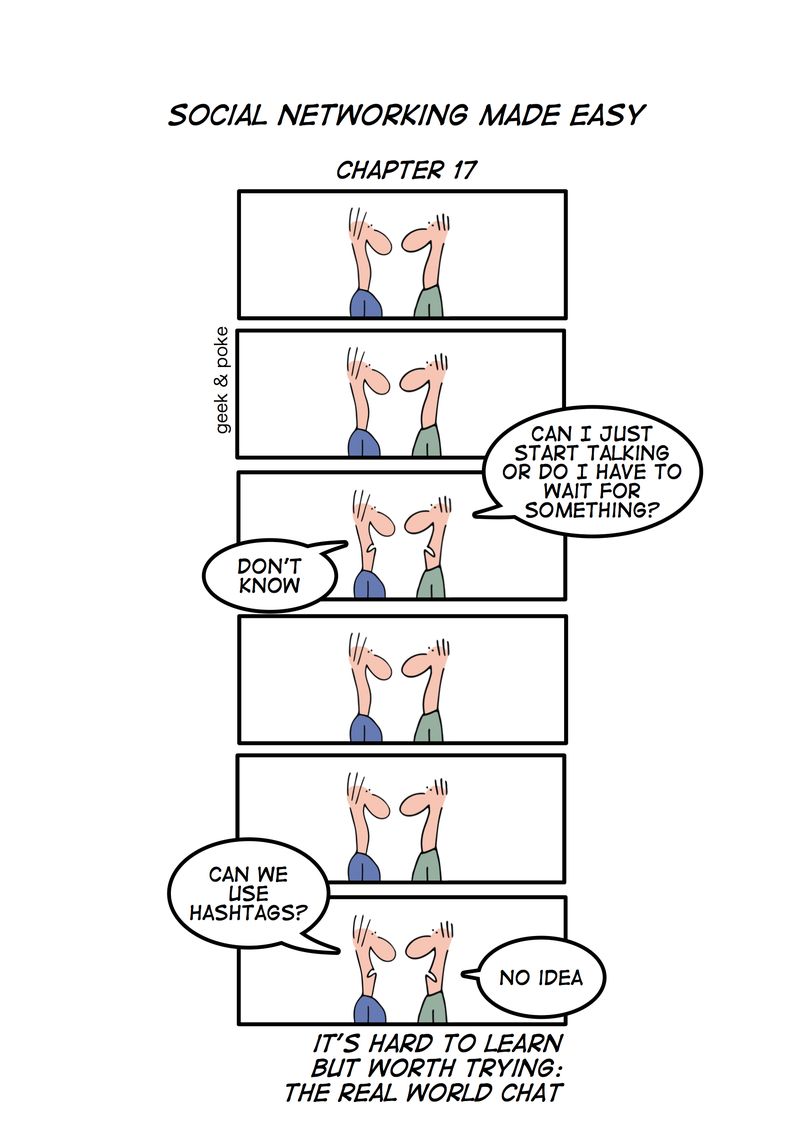 SOCIAL NETWORKING MADE EASY
CHAPTER 17
geek & poke
CAN I JUST
START TALKING
OR DO I HAVE TO
WAIT FOR
SOMETHING?
DON'T
KNOW
CAN WE
USE
HASHTAGS?
NO IDEA
IT'S HARD TO LEARN
BUT WORTH TRYING:
THE REAL WORLD CHAT